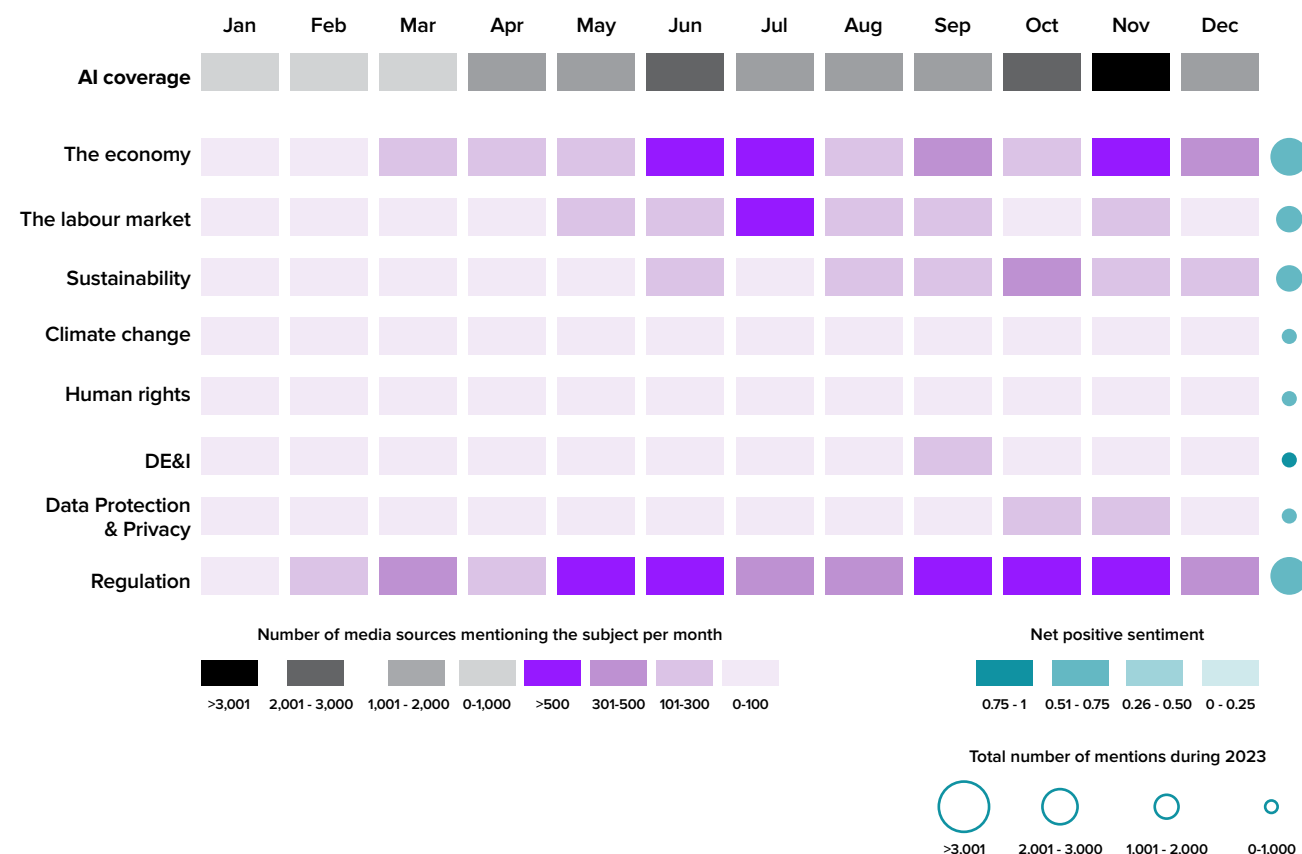 Jan Feb Mar Apr May Jun Jul Aug Sep Oct Nov Dec
AI coverage
The economy
The labour market
Sustainability
Climate change
Human rights
DE&I
Data Protection
& Privacy
Regulation
Number of media sources mentioning the subject per month
>3,001 2,001 - 3,000 1,001 - 2,000 0-1,000 >500 301-500 101-300 0-100
Net positive sentiment
0.75 - 1 0.51 - 0.75 0.26 - 0.50 0 - 0.25
Total number of mentions during 2023
>3.001 2.001 - 3.000 1.001 - 2.000 0-1.000